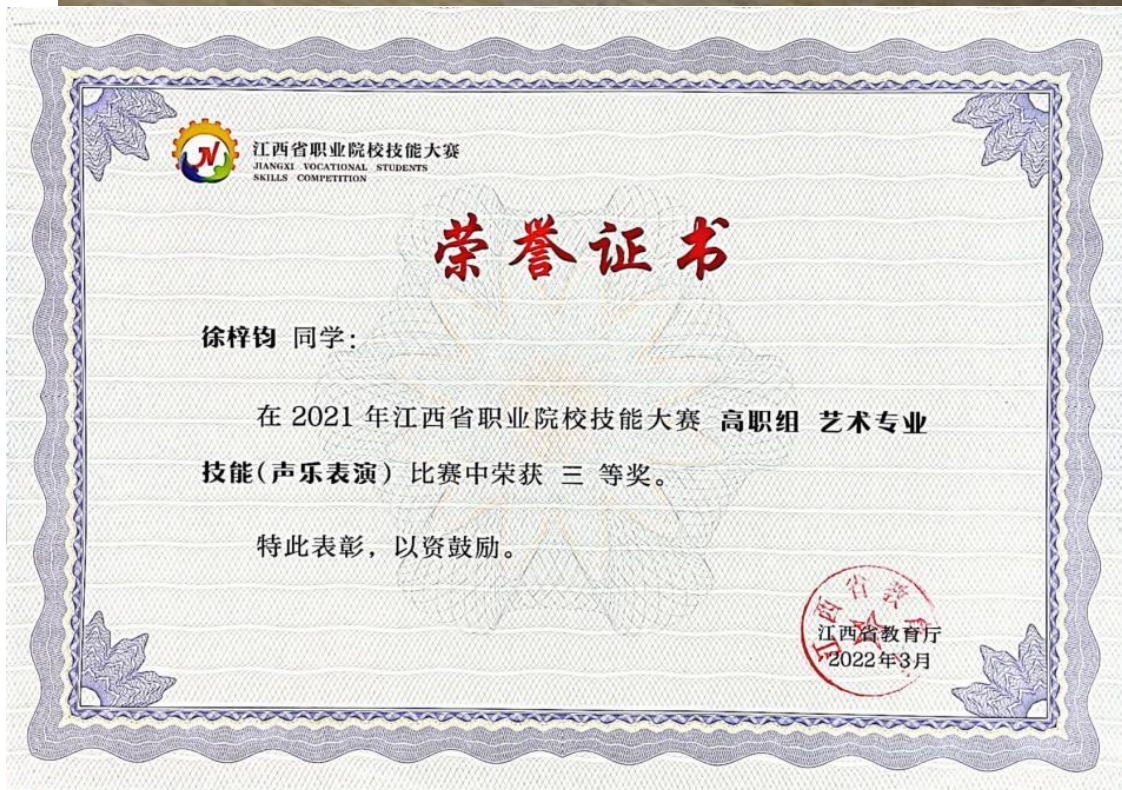 江西省职业院校技能大赛
JIANGXI VOCATIONAL STUDENTS
SKILLS COMPETITION
荣誉证书
徐梓钧 同学：
在 2021 年江西省职业院校技能大赛 高职组 艺术专业
技能(声乐表演) 比赛中荣获 三 等奖。
特此表彰，以资鼓励。
江西省教育厅
2022年3月